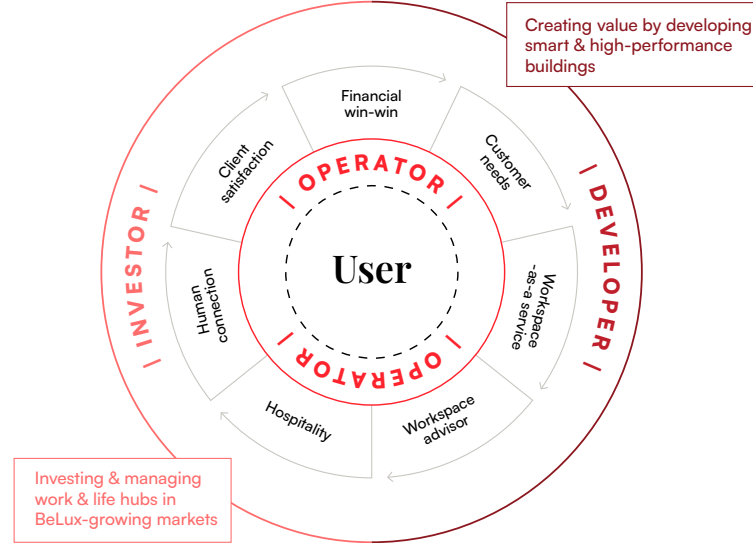 Creating value by developing
smart & high-performance
buildings
Financial
win-win
Client
satisfaction
Customer
needs
| OPERATOR |
| INVESTOR |
| DEVELOPER |
User
Human
connection
Workspace
-as-a service
| OPERATOR |
Hospitality
Workspace
advisor
Investing & managing
work & life hubs in
BeLux-growing markets